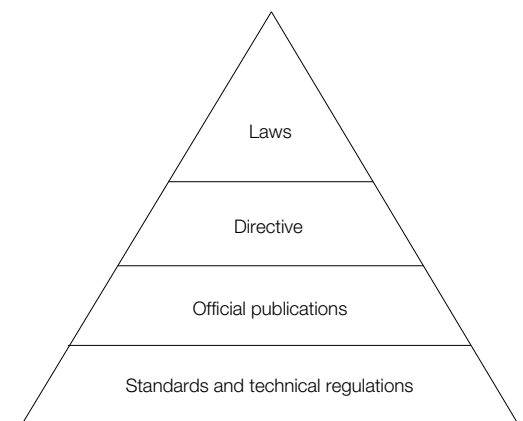 Laws
Directive
Official publications
Standards and technical regulations